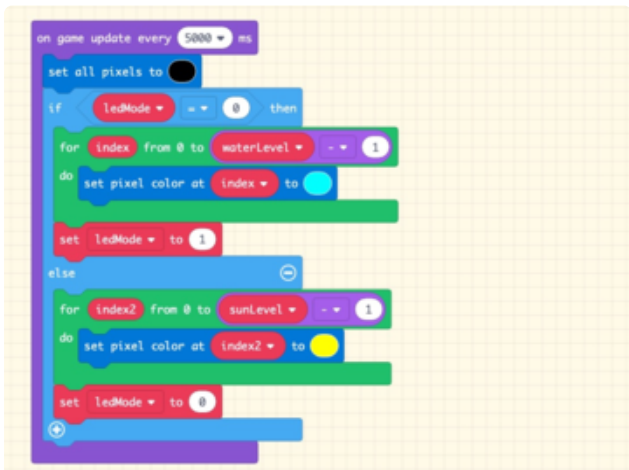 on game update every 5000 ms
set all pixels to
if ledMode = 0 then
for index from 0 to waterLevel - 1
do set pixel color at index to
set ledMode to 1
else
for index2 from 0 to sunLevel - 1
do set pixel color at index2 to
set ledMode to 0